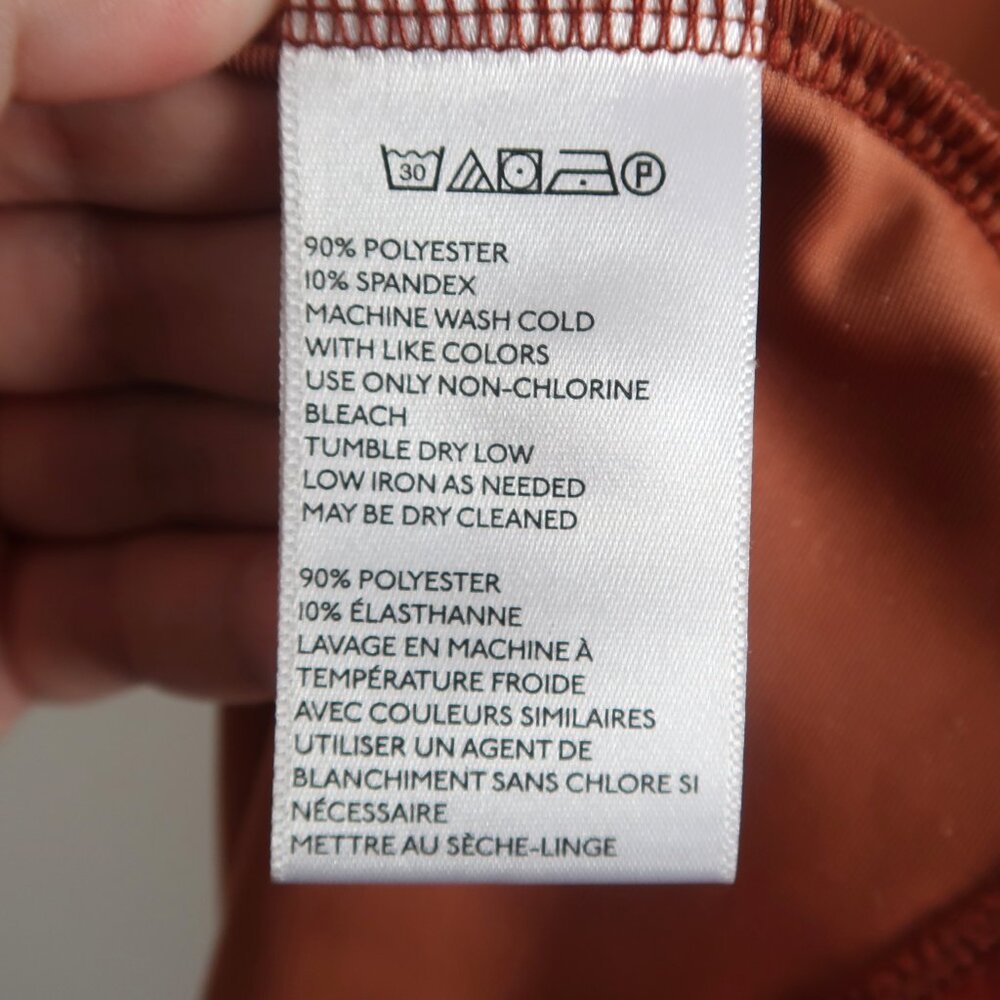 30 P
90% POLYESTER
10% SPANDEX
MACHINE WASH COLD
WITH LIKE COLORS
USE ONLY NON-CHLORINE
BLEACH
TUMBLE DRY LOW
LOW IRON AS NEEDED
MAY BE DRY CLEANED
90% POLYESTER
10% ÉLASTHANNE
LAVAGE EN MACHINE À
TEMPÉRATURE FROIDE
AVEC COULEURS SIMILAIRES
UTILISER UN AGENT DE
BLANCHIMENT SANS CHLORE SI
NÉCESSAIRE
METTRE AU SÈCHE-LINGE